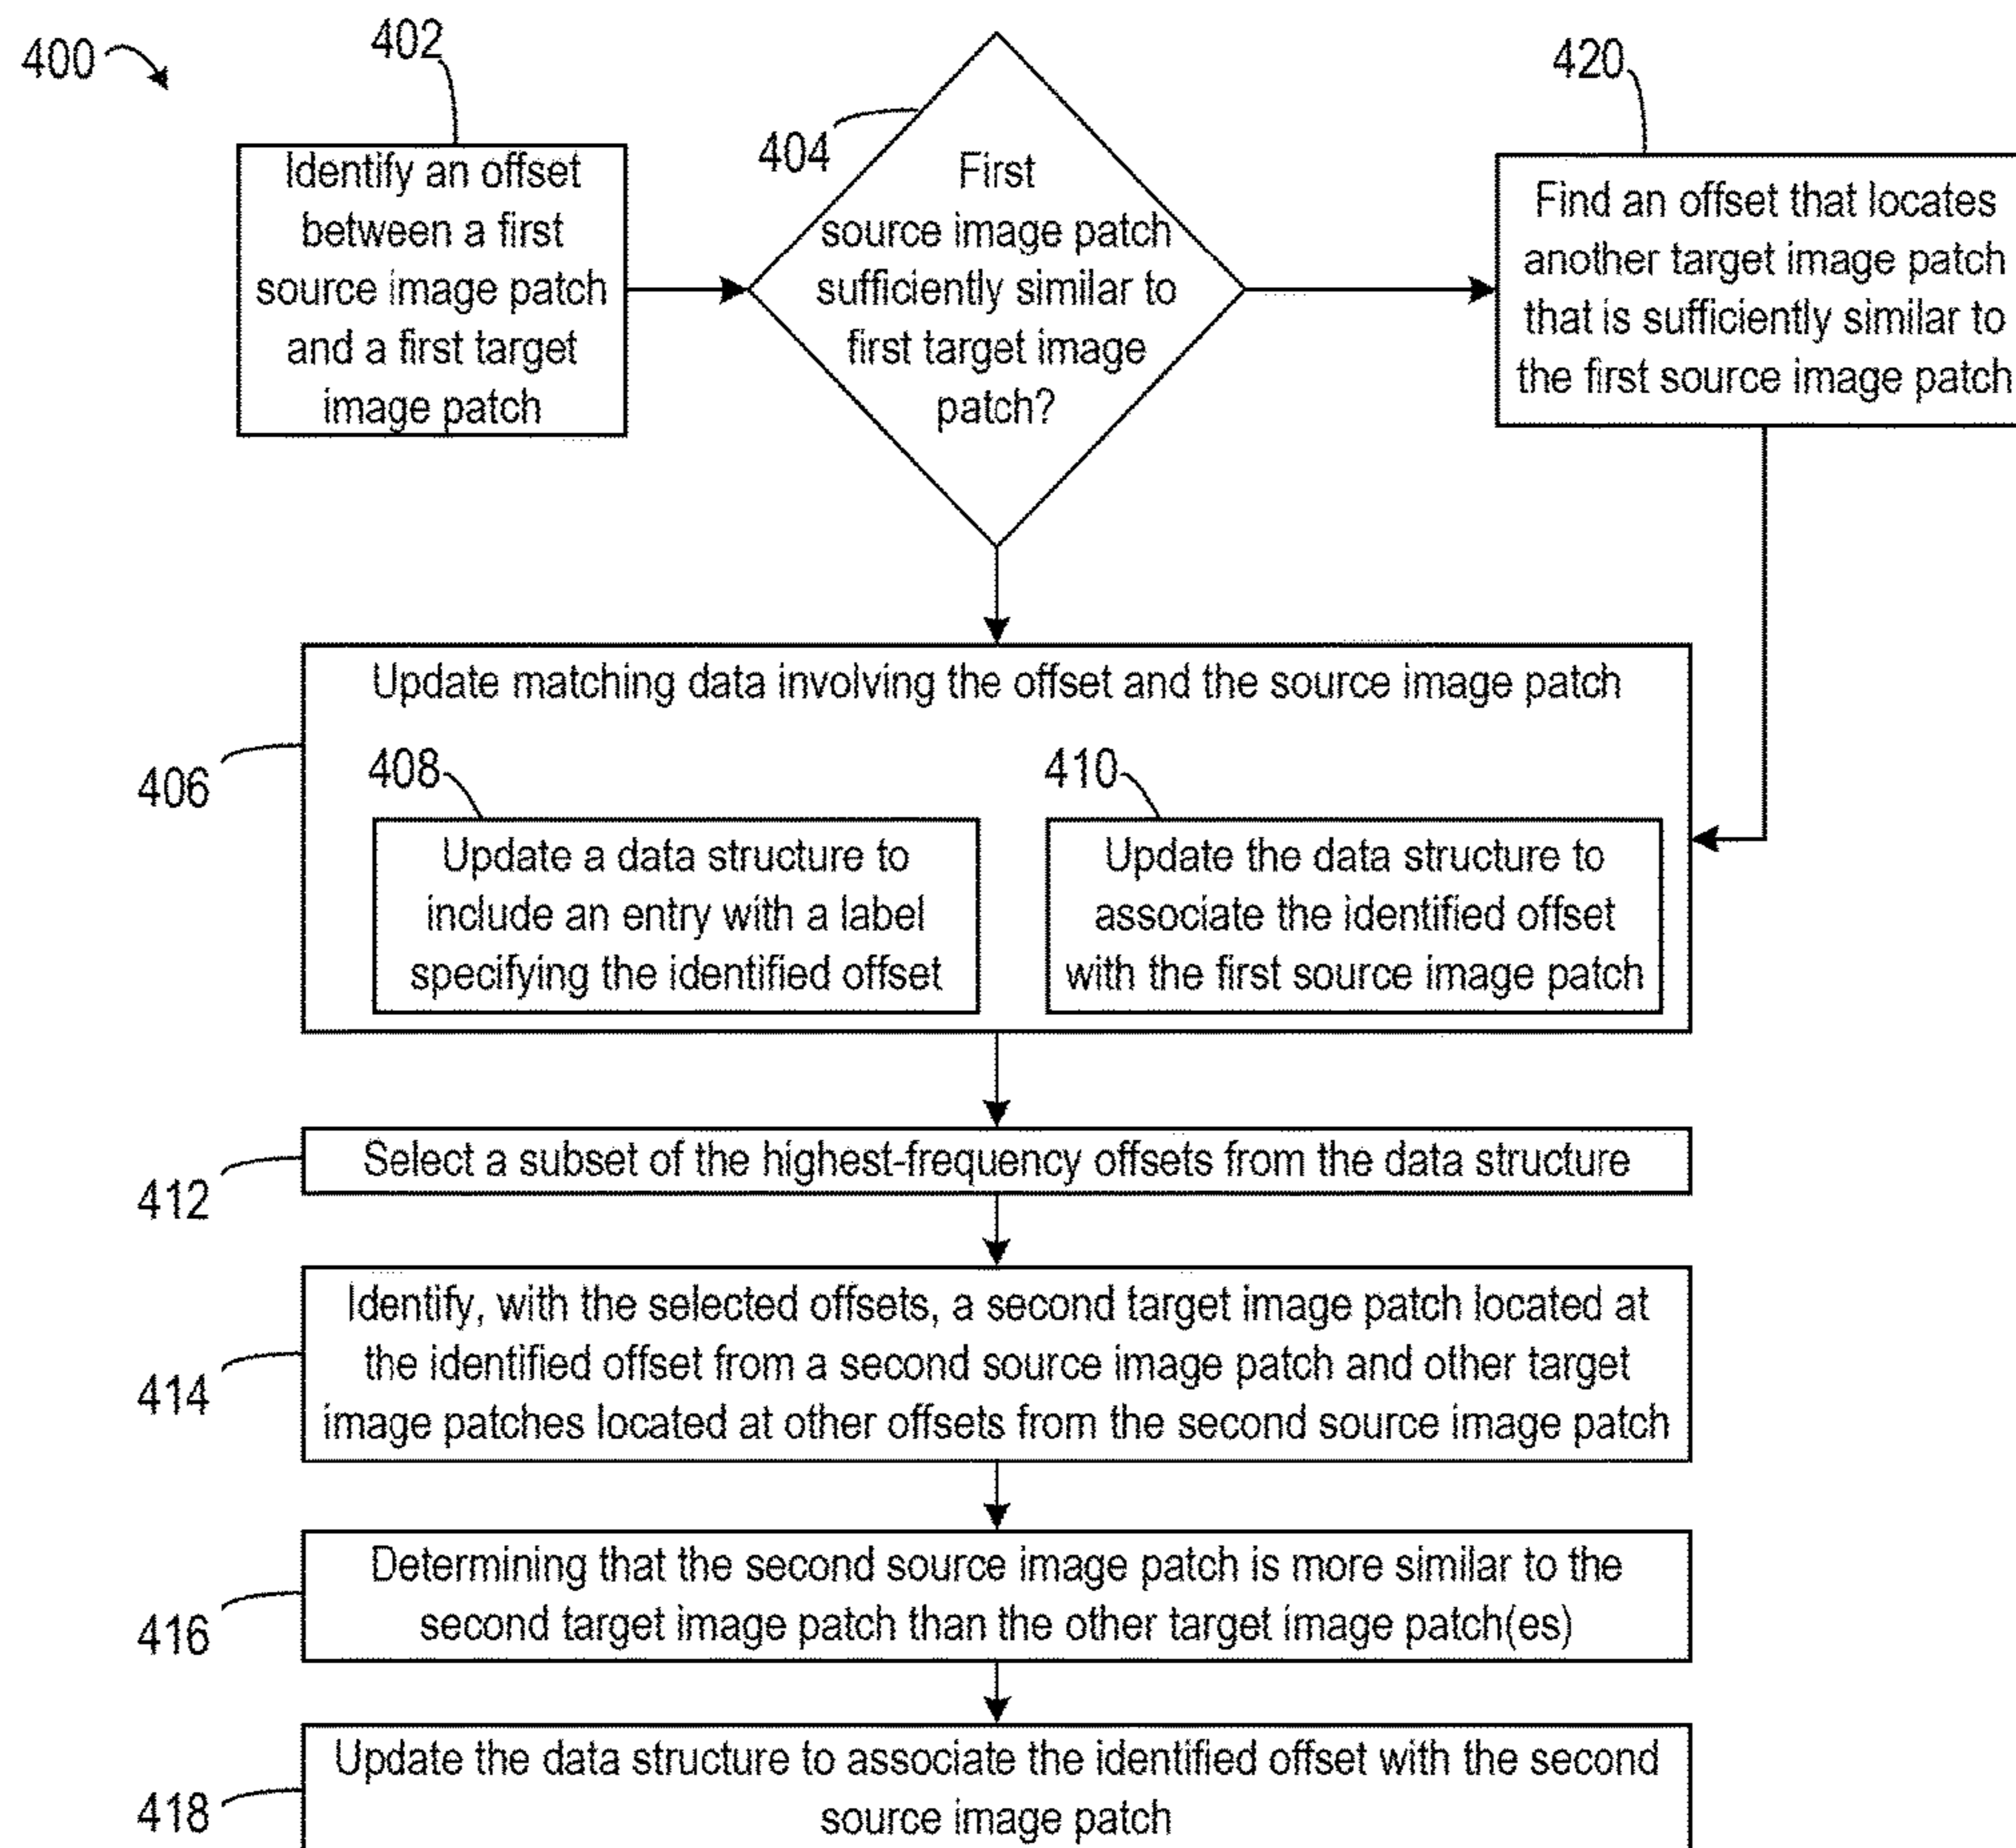 400
402
Identify an offset
between a first
source image patch
and a first target
image patch
404
First
source image patch
sufficiently similar to
first target image
patch?
420
Find an offset that locates
another target image patch
that is sufficiently similar to
the first source image patch
406
Update matching data involving the offset and the source image patch
408
Update a data structure to
include an entry with a label
specifying the identified offset
410
Update the data structure to
associate the identified offset
with the first source image patch
412
Select a subset of the highest-frequency offsets from the data structure
414
Identify, with the selected offsets, a second target image patch located at
the identified offset from a second source image patch and other target
image patches located at other offsets from the second source image patch
416
Determining that the second source image patch is more similar to the
second target image patch than the other target image patch(es)
418
Update the data structure to associate the identified offset with the second
source image patch